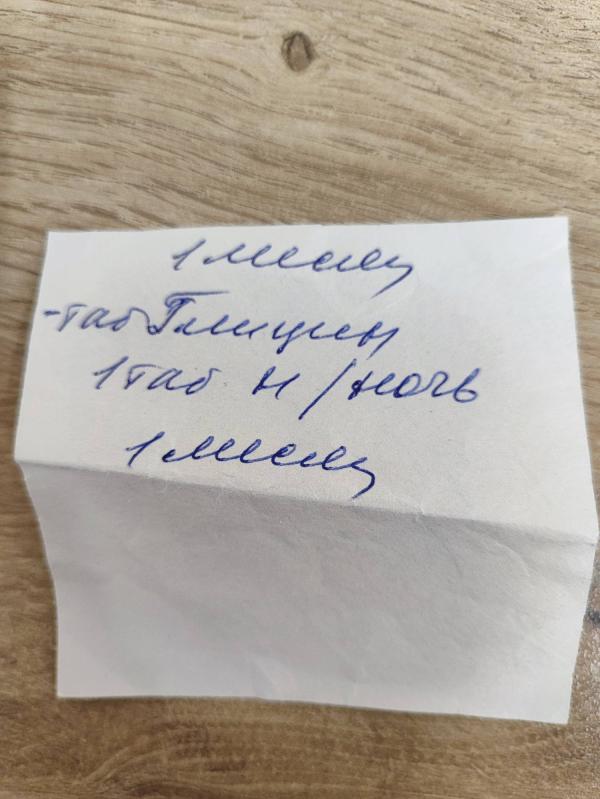 1 месяц
- таб Глицин
1 таб н/ночь
1 месяц